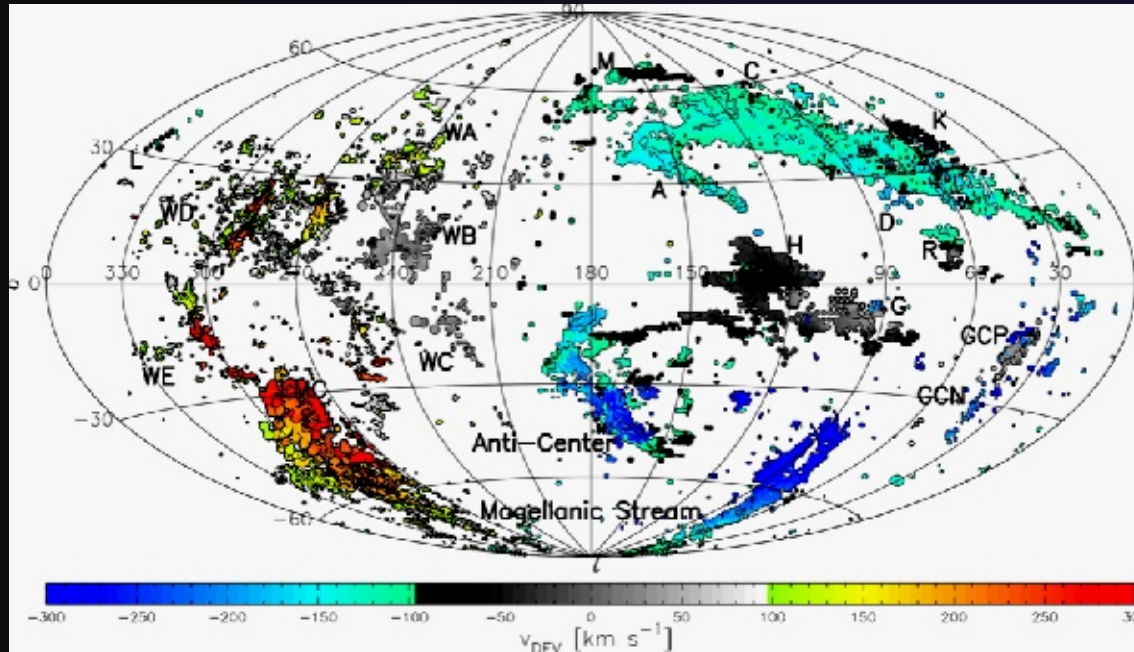 90
60
M
C
K
WA
30
L
A
WD
WB
D
H
R
0
0 330 300 270 240 210 180 150 90 60 30
G
GCP
WC
WE
GCN
-30
Anti-Center
Magellanic Stream
-60
l
-300 -250 -200 -150 -100 -50 0 50 100 150 200 250
v_DEV [km s⁻¹]